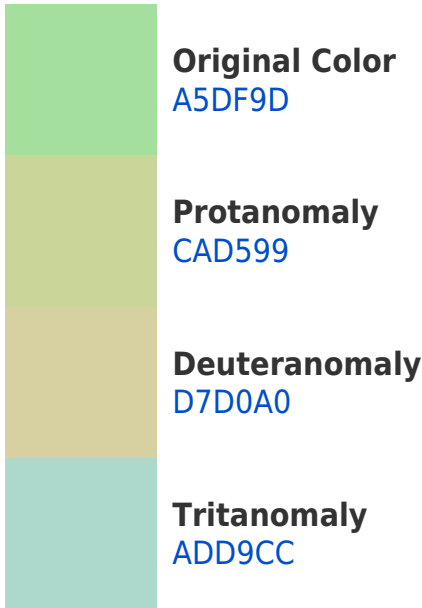 Original Color
A5DF9D
Protanomaly
CAD599
Deuteranomaly
D7D0A0
Tritanomaly
ADD9CC